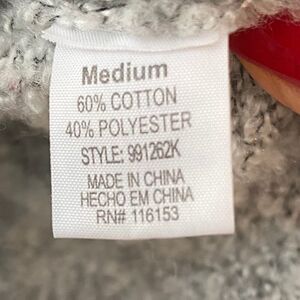 Medium
60% COTTON
40% POLYESTER
STYLE: 991262K
MADE IN CHINA
HECHO EM CHINA
RN# 116153